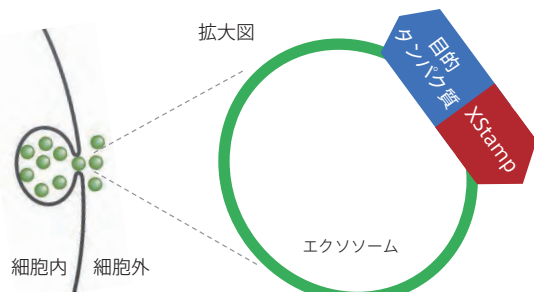 拡大図
目的
タンパク質
XStamp
エクソソーム
細胞内
細胞外